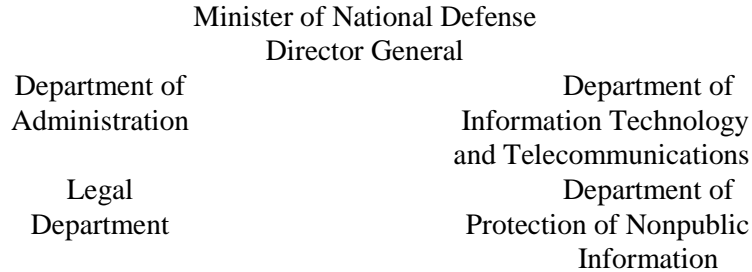 Minister of National Defense
Director General
Department of
Administration
Department of
Information Technology
and Telecommunications
Legal
Department
Department of
Protection of Nonpublic
Information